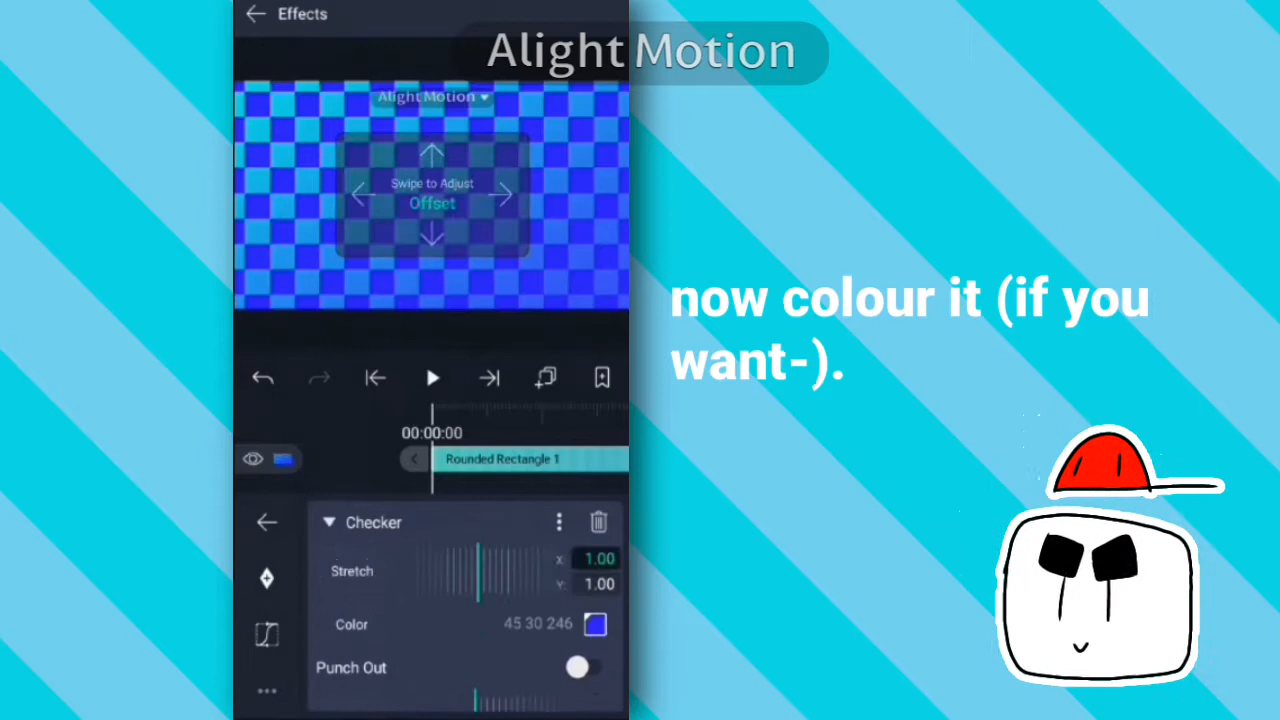 Effects
Alight Motion
Alight Motion
Swipe to Adjust
Offset
now colour it (if you
want-).
00:00:00
Rounded Rectangle 1
Checker
Stretch
X: 1.00
Y: 1.00
Color
45 30 246
Punch Out